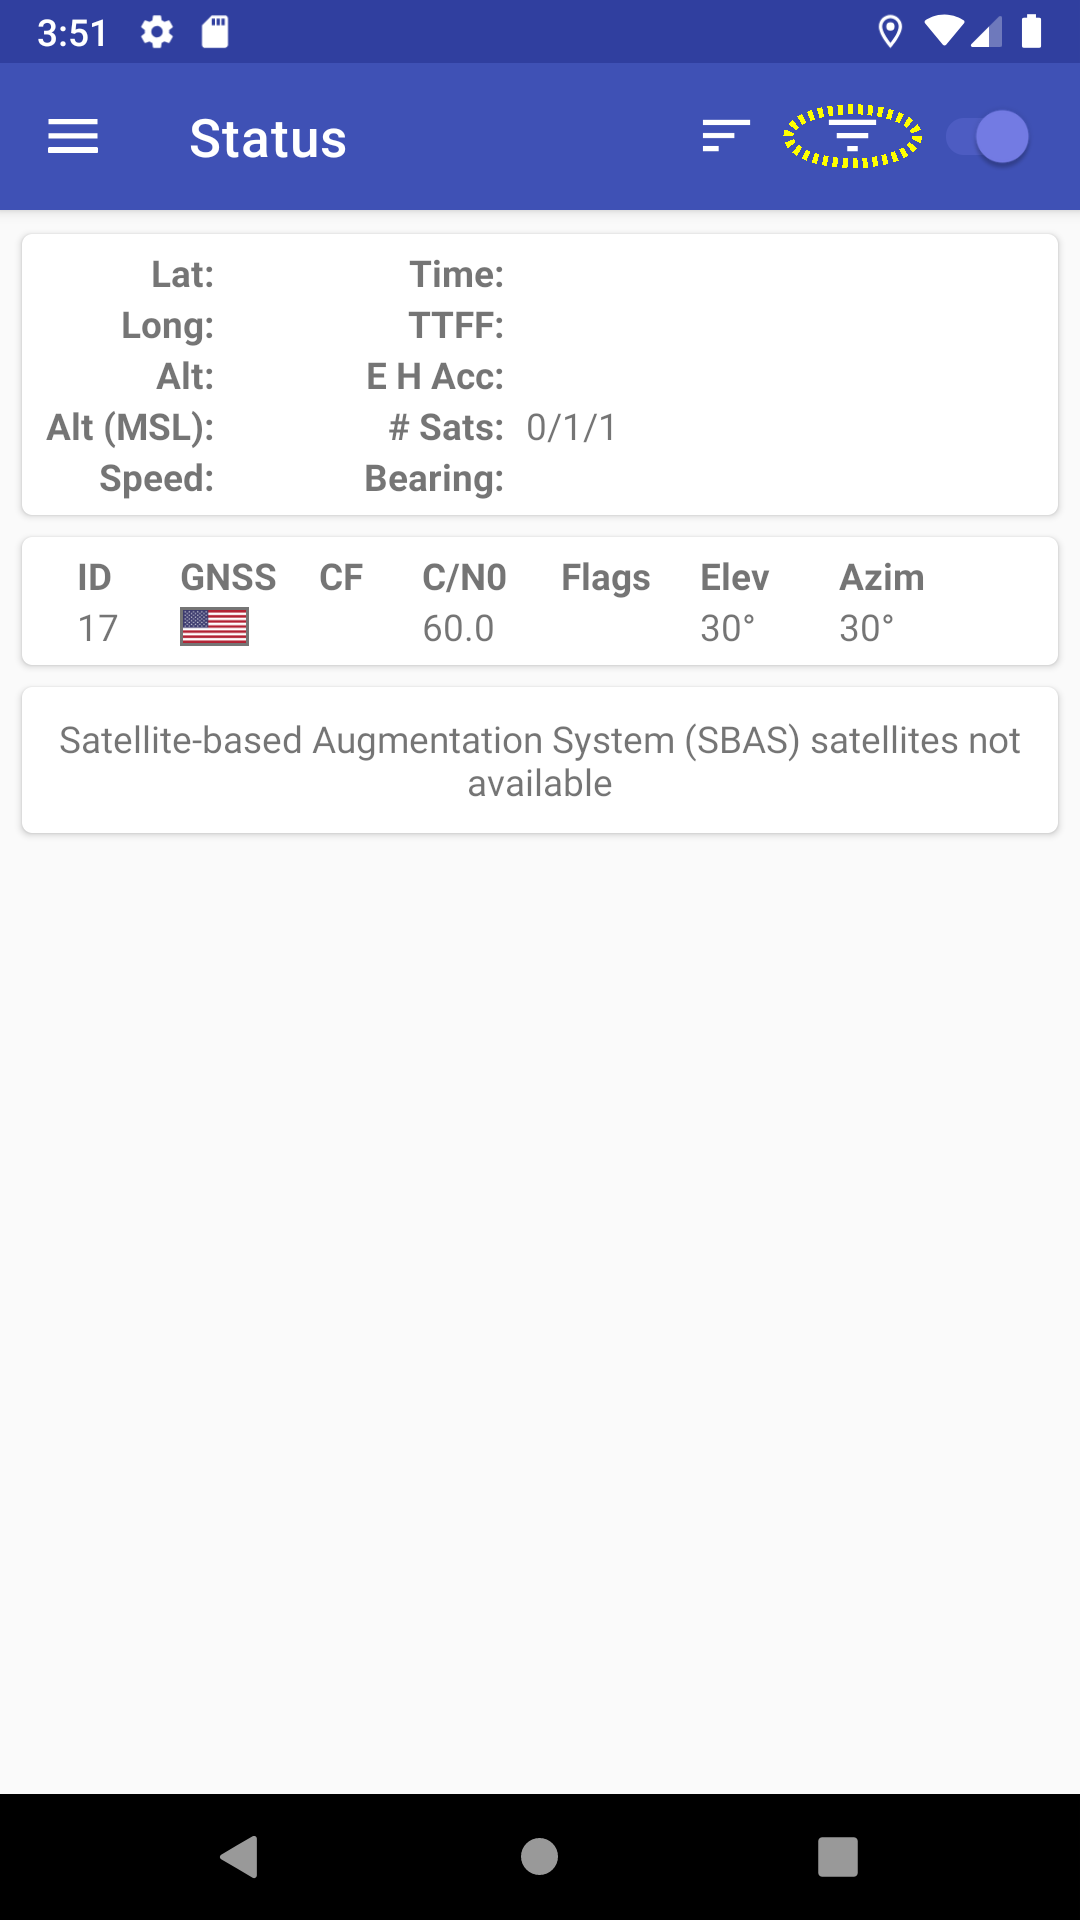 3:51
Status
Lat: Time:
Long: TTFF:
Alt: E H Acc:
Alt (MSL): # Sats: 0/1/1
Speed: Bearing:
ID GNSS CF C/N0 Flags Elev Azim
17 60.0 30° 30°
Satellite-based Augmentation System (SBAS) satellites not
available